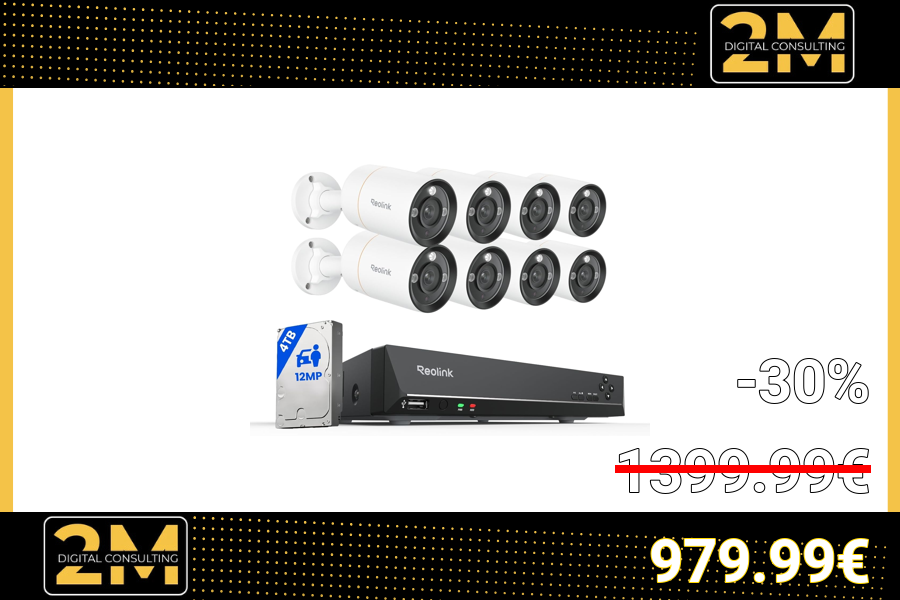 2M
DIGITAL CONSULTING
Reolink
Reolink
4TB
12MP
Reolink
-30%
1399.99€
2M
DIGITAL CONSULTING
979.99€